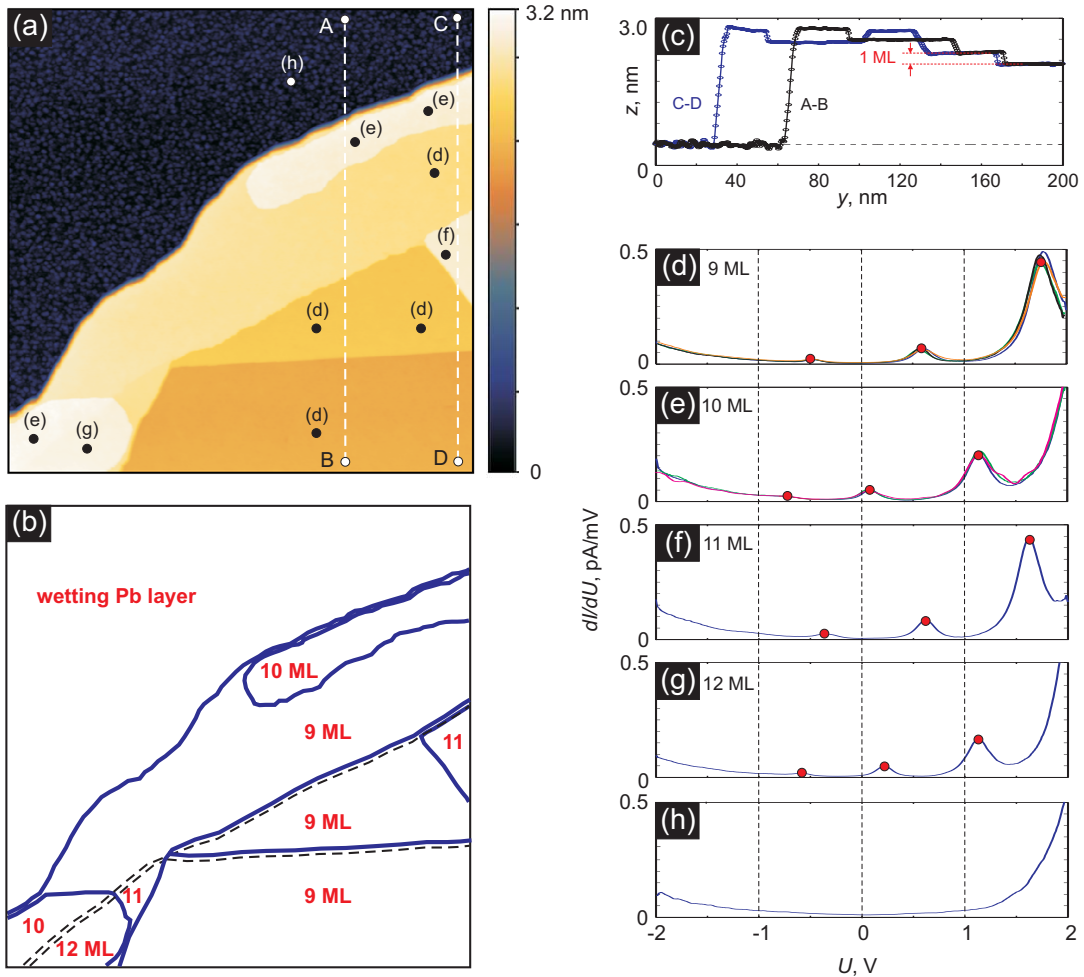 (a)
A
C
3.2 nm
(h)
(e)
(e)
(d)
(f)
(d)
(d)
(e)
(g)
(d)
B
D
0
(b)
wetting Pb layer
10 ML
9 ML
11
9 ML
11
9 ML
10
12 ML
(c)
3.0
z, nm
0
1 ML
C-D
A-B
0 40 80 120 160 200
y, nm
dI/dU, pA/mV
(d) 9 ML
0.5
0
(e) 10 ML
0.5
0
(f) 11 ML
0.5
0
(g) 12 ML
0.5
0
(h)
0.5
0
-2 -1 0 1 2
U, V